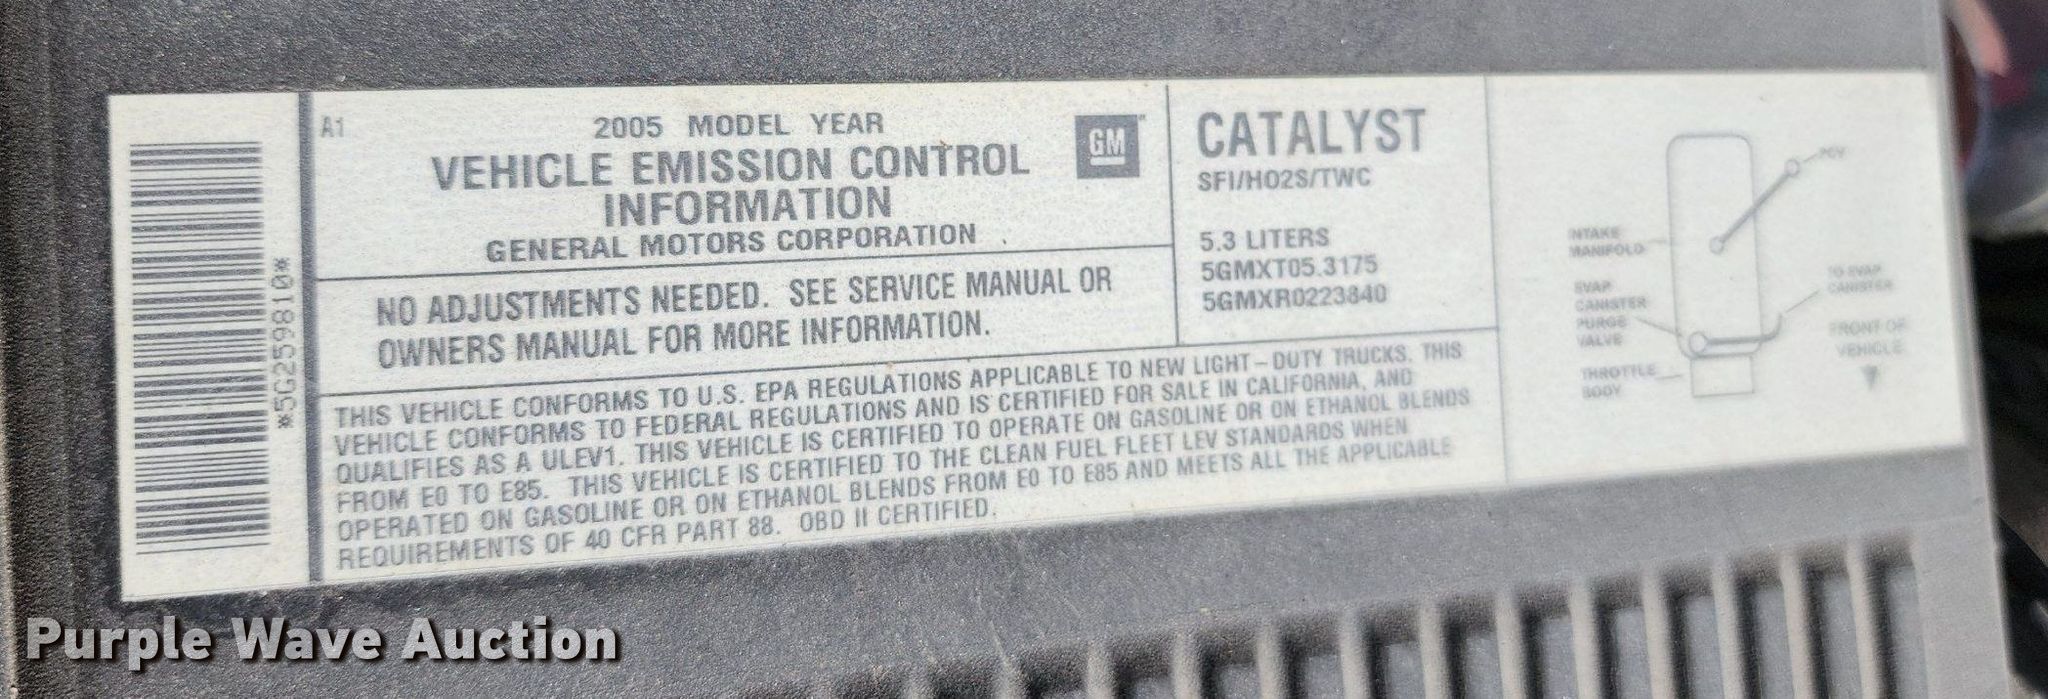 *5G259810*
A1
2005 MODEL YEAR
VEHICLE EMISSION CONTROL
INFORMATION
GENERAL MOTORS CORPORATION
GM
NO ADJUSTMENTS NEEDED. SEE SERVICE MANUAL OR
OWNERS MANUAL FOR MORE INFORMATION.
CATALYST
SFI/HO2S/TWC
5.3 LITERS
5GMXT05.3175
5GMXR0223840
THIS VEHICLE CONFORMS TO U.S. EPA REGULATIONS APPLICABLE TO NEW LIGHT-DUTY TRUCKS. THIS
VEHICLE CONFORMS TO FEDERAL REGULATIONS AND IS CERTIFIED FOR SALE IN CALIFORNIA, AND
QUALIFIES AS A ULEV1. THIS VEHICLE IS CERTIFIED TO OPERATE ON GASOLINE OR ON ETHANOL BLENDS
FROM E0 TO E85. THIS VEHICLE IS CERTIFIED TO THE CLEAN FUEL FLEET LEV STANDARDS WHEN
OPERATED ON GASOLINE OR ON ETHANOL BLENDS FROM E0 TO E85 AND MEETS ALL THE APPLICABLE
REQUIREMENTS OF 40 CFR PART 88. OBD II CERTIFIED.
PCV
INTAKE
MANIFOLD
EVAP
CANISTER
PURGE
VALVE
THROTTLE
BODY
TO EVAP
CANISTER
FRONT OF
VEHICLE
Purple Wave Auction